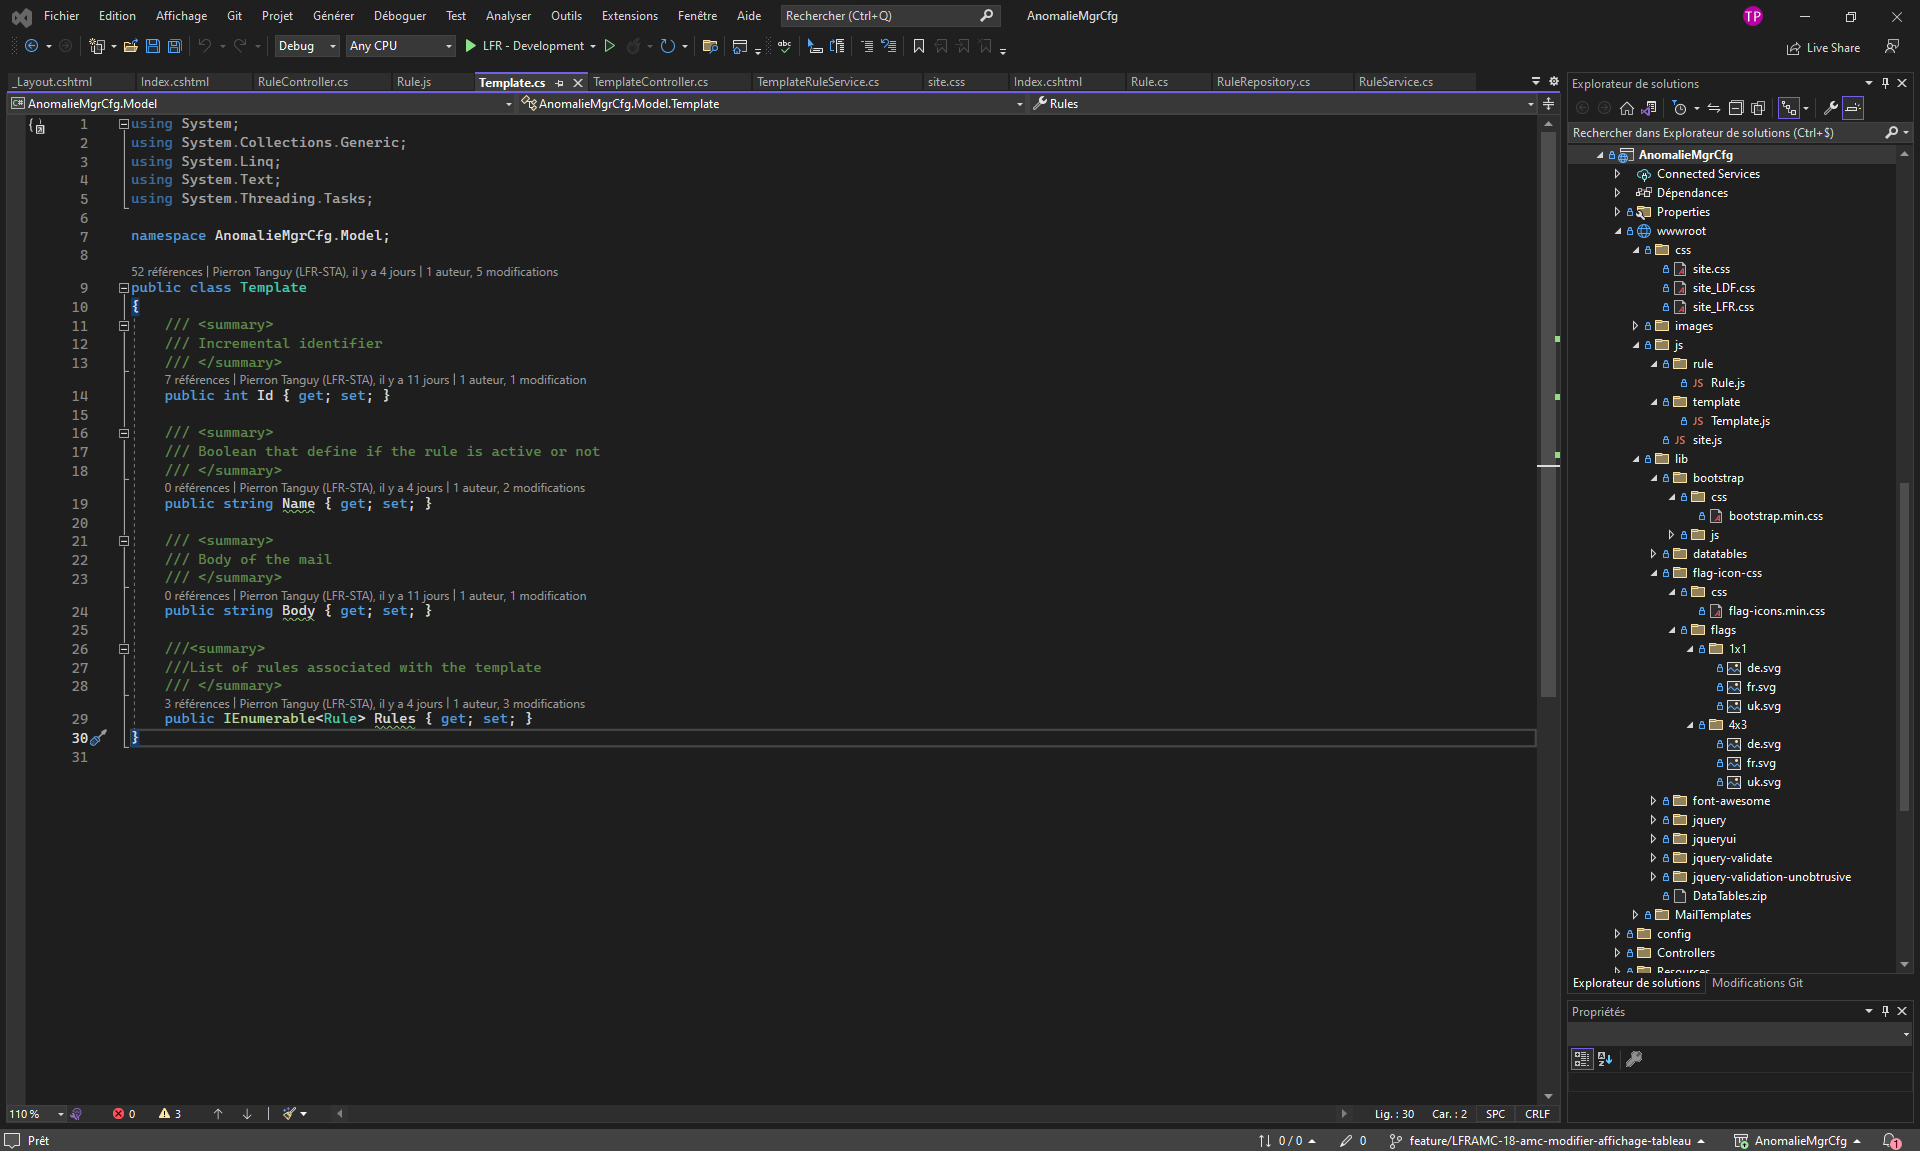 Fichier Edition Affichage Git Projet Générer Déboguer Test Analyser Outils Extensions Fenêtre Aide Rechercher (Ctrl+Q) AnomalieMgrCfg TP
Debug Any CPU LFR - Development Live Share
_Layout.cshtml Index.cshtml RuleController.cs Rule.js Template.cs TemplateController.cs TemplateRuleService.cs site.css Index.cshtml Rule.cs RuleRepository.cs RuleService.cs
C# AnomalieMgrCfg.Model AnomalieMgrCfg.Model.Template Rules
1 using System;
2 using System.Collections.Generic;
3 using System.Linq;
4 using System.Text;
5 using System.Threading.Tasks;
6
7 namespace AnomalieMgrCfg.Model;
8
52 références | Pierron Tanguy (LFR-STA), il y a 4 jours | 1 auteur, 5 modifications
9 public class Template
10 {
11 /// <summary>
12 /// Incremental identifier
13 /// </summary>
7 références | Pierron Tanguy (LFR-STA), il y a 11 jours | 1 auteur, 1 modification
14 public int Id { get; set; }
15
16 /// <summary>
17 /// Boolean that define if the rule is active or not
18 /// </summary>
0 références | Pierron Tanguy (LFR-STA), il y a 4 jours | 1 auteur, 2 modifications
19 public string Name { get; set; }
20
21 /// <summary>
22 /// Body of the mail
23 /// </summary>
0 références | Pierron Tanguy (LFR-STA), il y a 11 jours | 1 auteur, 1 modification
24 public string Body { get; set; }
25
26 ///<summary>
27 ///List of rules associated with the template
28 /// </summary>
3 références | Pierron Tanguy (LFR-STA), il y a 4 jours | 1 auteur, 3 modifications
29 public IEnumerable<Rule> Rules { get; set; }
30 }
31
110 % 0 3 Lig. : 30 Car. : 2 SPC CRLF
Explorateur de solutions
Rechercher dans Explorateur de solutions (Ctrl+$)
AnomalieMgrCfg
Connected Services
Dépendances
Properties
wwwroot
css
site.css
site_LDF.css
site_LFR.css
images
js
rule
JS Rule.js
template
JS Template.js
JS site.js
lib
bootstrap
css
bootstrap.min.css
js
datatables
flag-icon-css
css
flag-icons.min.css
flags
1x1
de.svg
fr.svg
uk.svg
4x3
de.svg
fr.svg
uk.svg
font-awesome
jquery
jqueryui
jquery-validate
jquery-validation-unobtrusive
DataTables.zip
MailTemplates
config
Controllers
Resources
Explorateur de solutions Modifications Git
Propriétés
Prêt 0 / 0 0 feature/LFRAMC-18-amc-modifier-affichage-tableau AnomalieMgrCfg 1